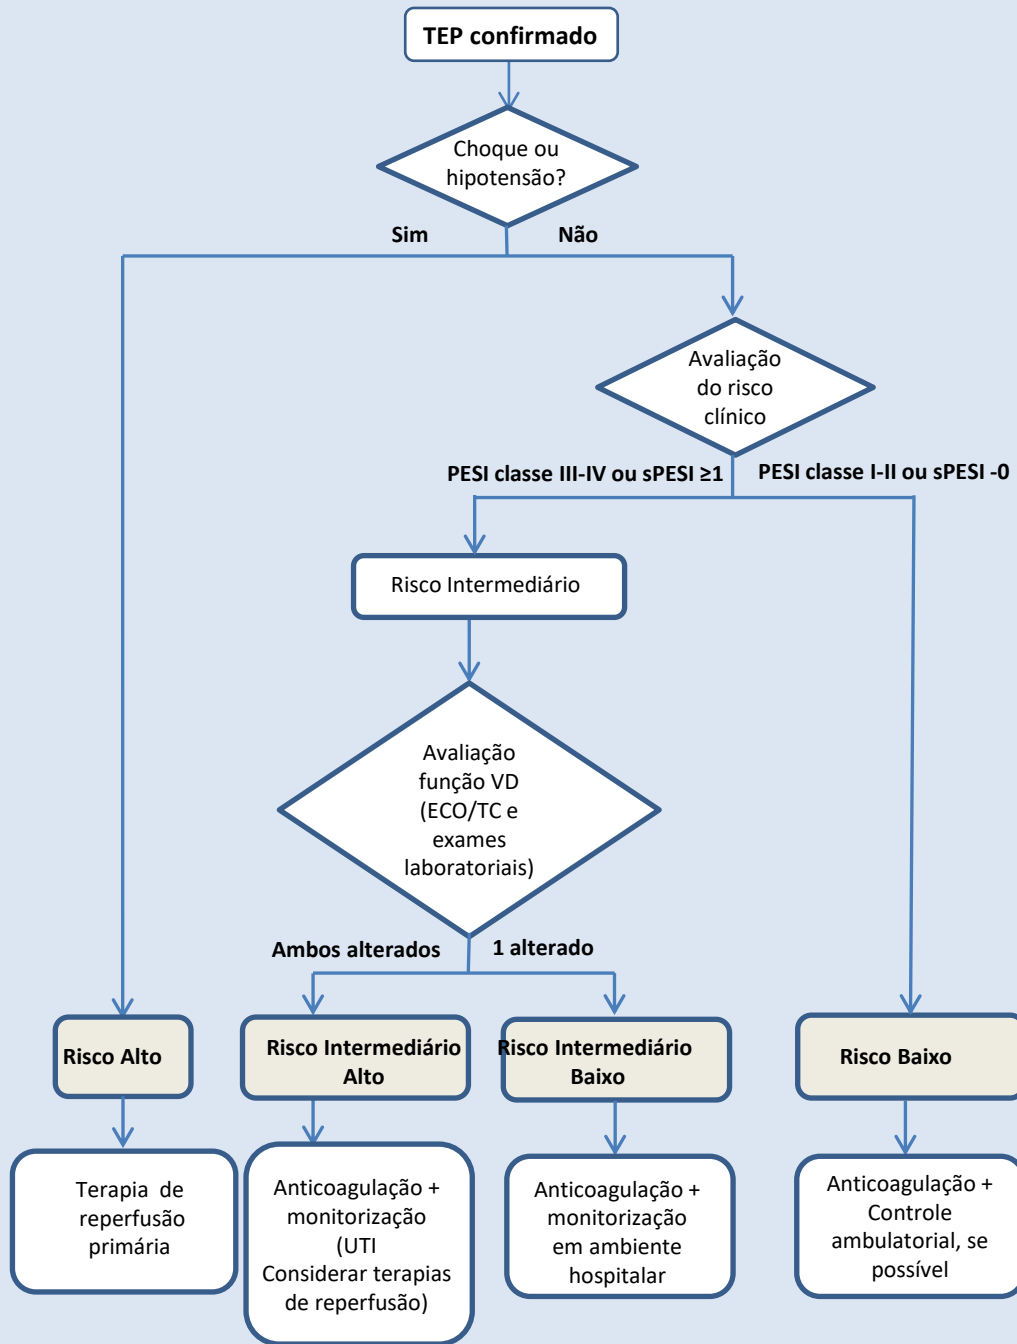 TEP confirmado
Choque ou
hipotensão?
Sim
Não
Avaliação
do risco
clínico
PESI classe III-IV ou sPESI ≥1
PESI classe I-II ou sPESI -0
Risco Intermediário
Avaliação
função VD
(ECO/TC e
exames
laboratoriais)
Ambos alterados
1 alterado
Risco Alto
Risco Intermediário
Alto
Risco Intermediário
Baixo
Risco Baixo
Terapia de
reperfusão
primária
Anticoagulação +
monitorização
(UTI
Considerar terapias
de reperfusão)
Anticoagulação +
monitorização
em ambiente
hospitalar
Anticoagulação +
Controle
ambulatorial, se
possível